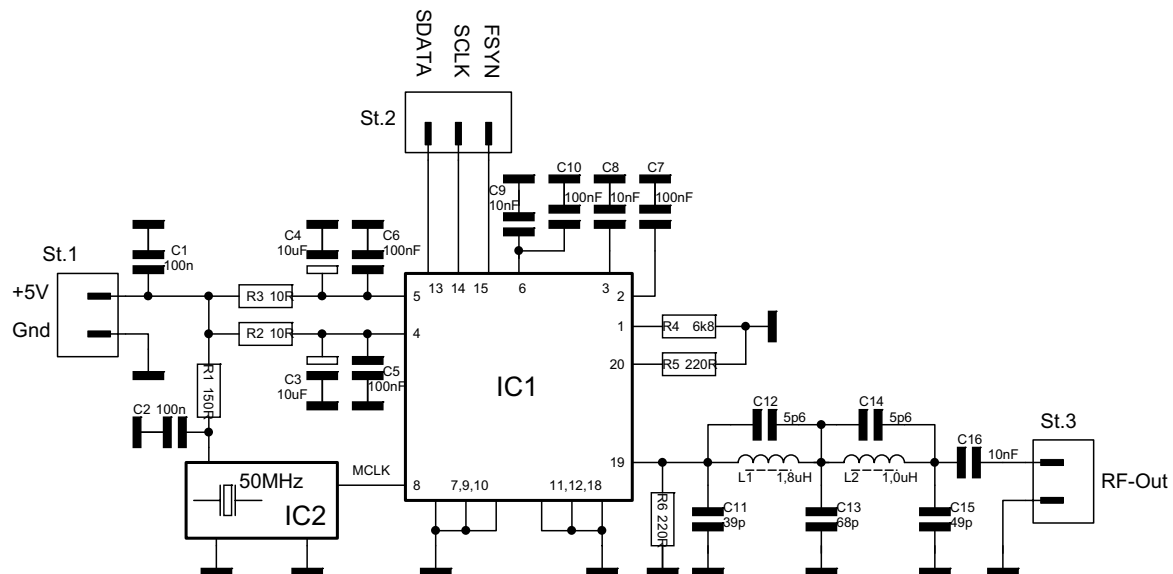 SDATA
SCLK
FSYN
St.2
C9
10nF
C10
100nF
C8
10nF
C7
100nF
St.1
+5V
Gnd
C1
100n
C4
10uF
C6
100nF
R3 10R
R2 10R
5
4
13 14 15 6 3
2
1
20
R4 6k8
R5 220R
C3
10uF
C5
100nF
R1 150R
C2 100n
IC1
C12
5p6
C14
5p6
C16
10nF
St.3
RF-Out
19
L1 1,8uH
L2 1,0uH
50MHz
IC2
MCLK
8
7,9,10
11,12,18
R6 220R
C11
39p
C13
68p
C15
49p